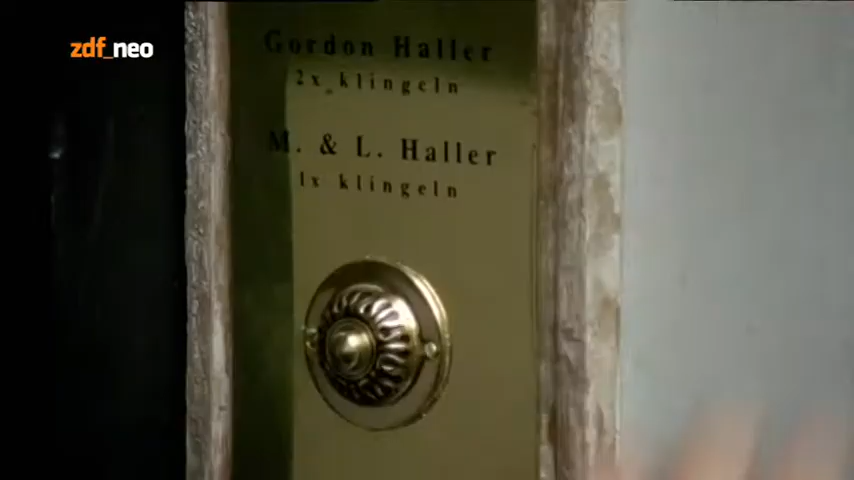 zdf_neo
Gordon Haller
2x klingeln
M. & L. Haller
1x klingeln